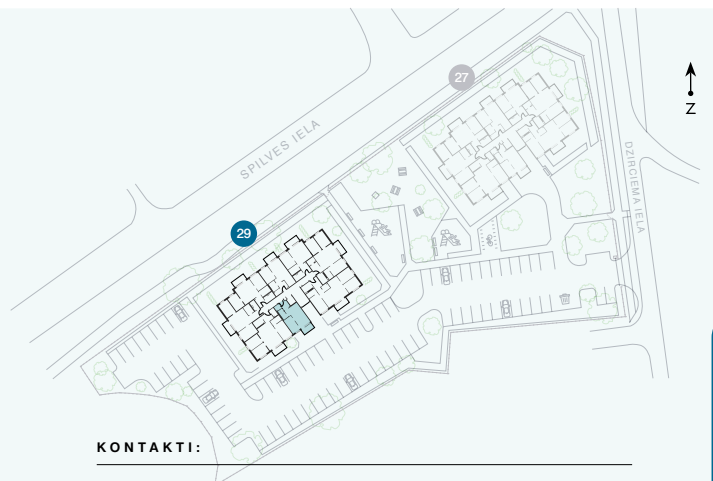 27
Z
SPILVES IELA
DZIRCIEMA IELA
29
KONTAKTI: